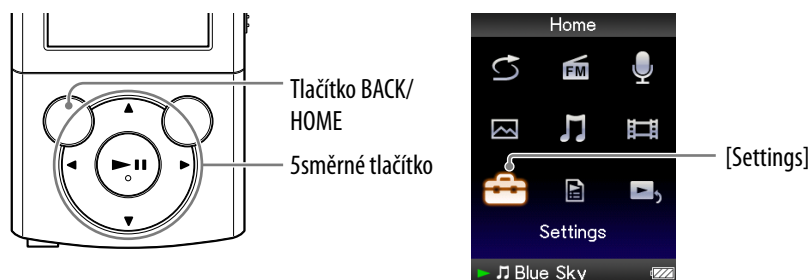 Tlačítko BACK/
HOME
5směrné tlačítko
Home
FM
[Settings]
Settings
Blue Sky